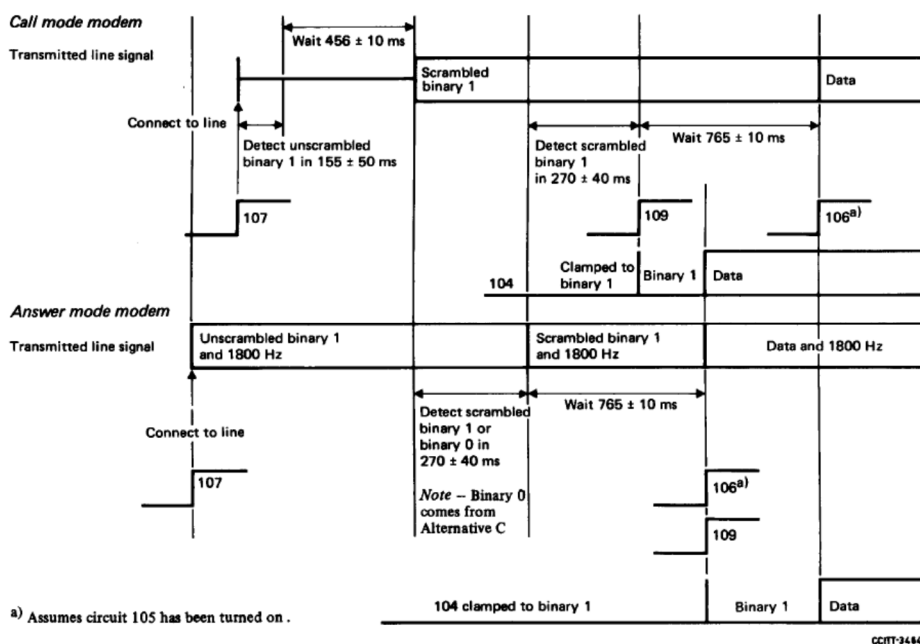 Call mode modem
Wait 456 ± 10 ms
Transmitted line signal
Scrambled
binary 1
Data
Connect to line
Detect unscrambled
binary 1 in 155 ± 50 ms
Detect scrambled
binary 1
in 270 ± 40 ms
Wait 765 ± 10 ms
107
109
106a)
104
Clamped to
binary 1
Binary 1
Data
Answer mode modem
Transmitted line signal
Unscrambled binary 1
and 1800 Hz
Scrambled binary 1
and 1800 Hz
Data and 1800 Hz
Connect to line
Detect scrambled
binary 1 or
binary 0 in
270 ± 40 ms
Wait 765 ± 10 ms
107
Note – Binary 0
comes from
Alternative C
106a)
109
a) Assumes circuit 105 has been turned on .
104 clamped to binary 1
Binary 1
Data